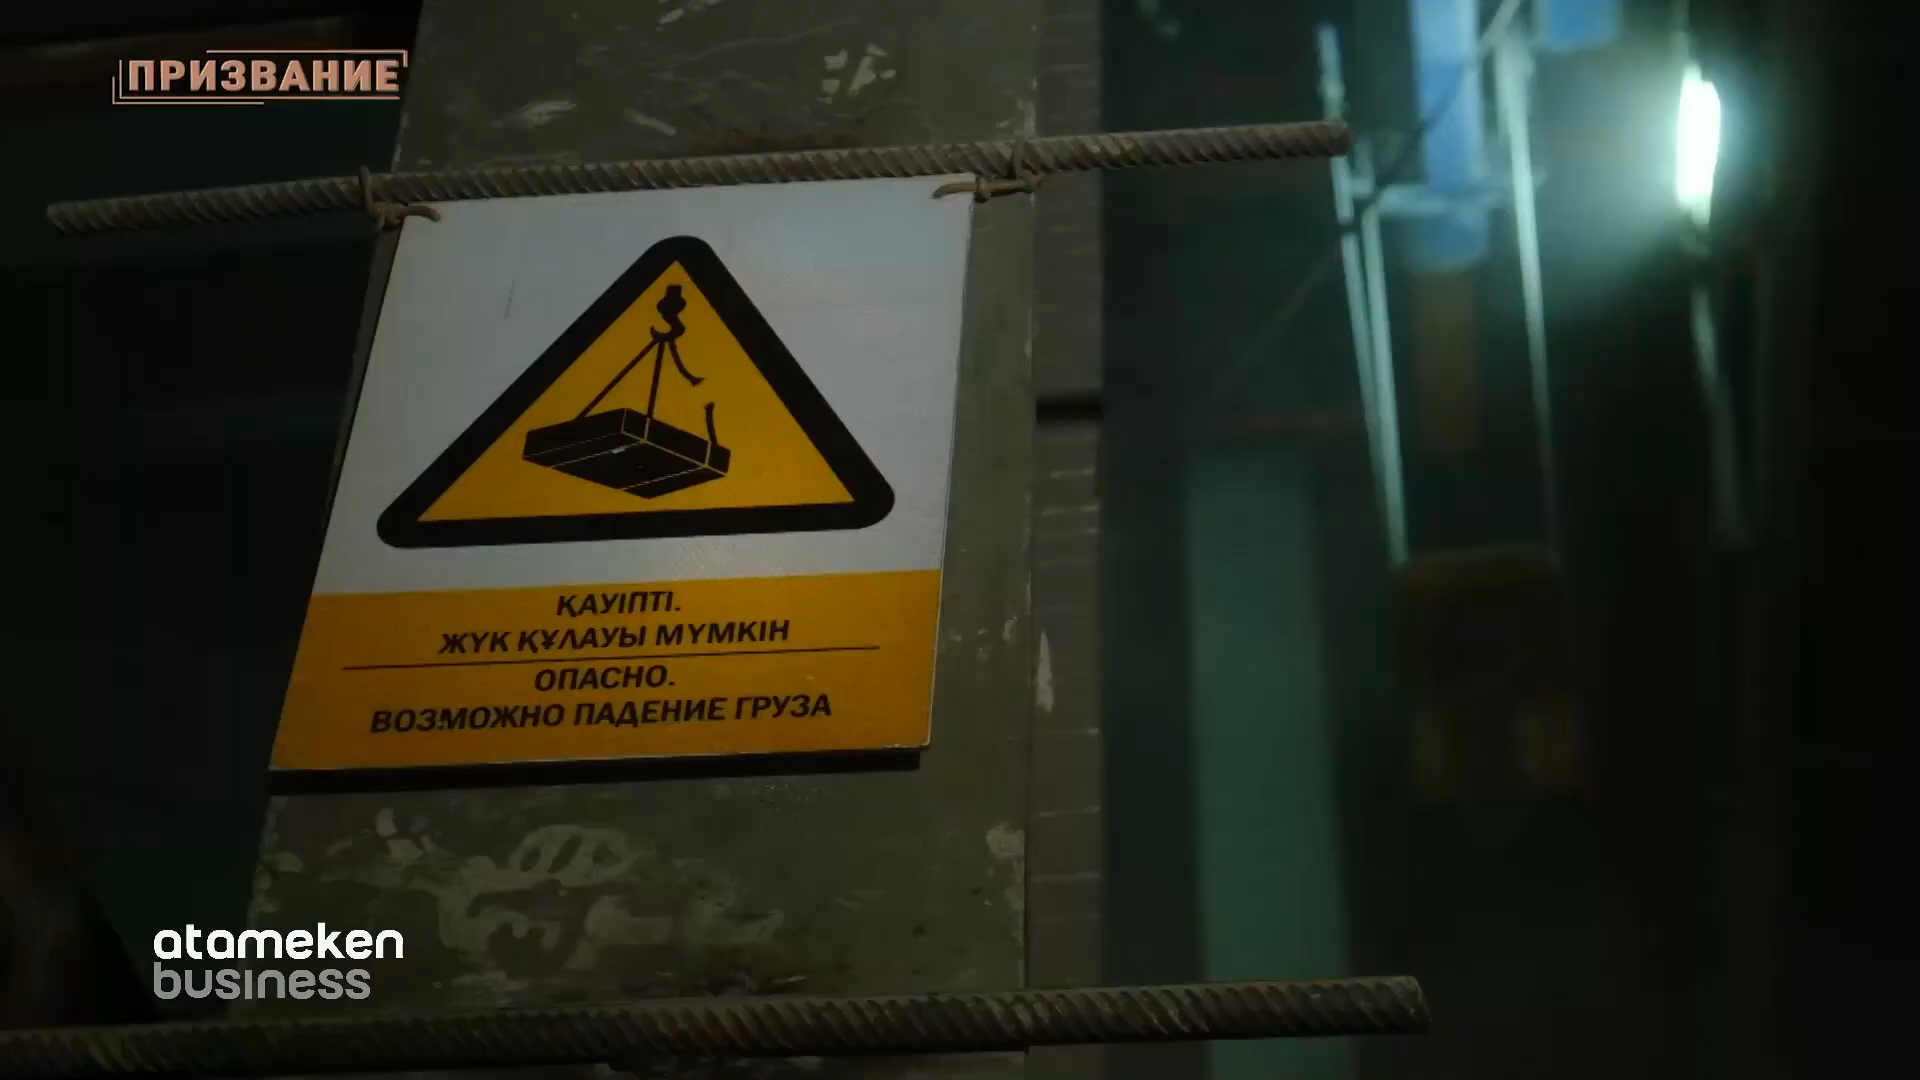 ПРИЗВАНИЕ
ҚАУІПТІ.
ЖҮК ҚҰЛАУЫ МҮМКІН
ОПАСНО.
ВОЗМОЖНО ПАДЕНИЕ ГРУЗА
atameken
business